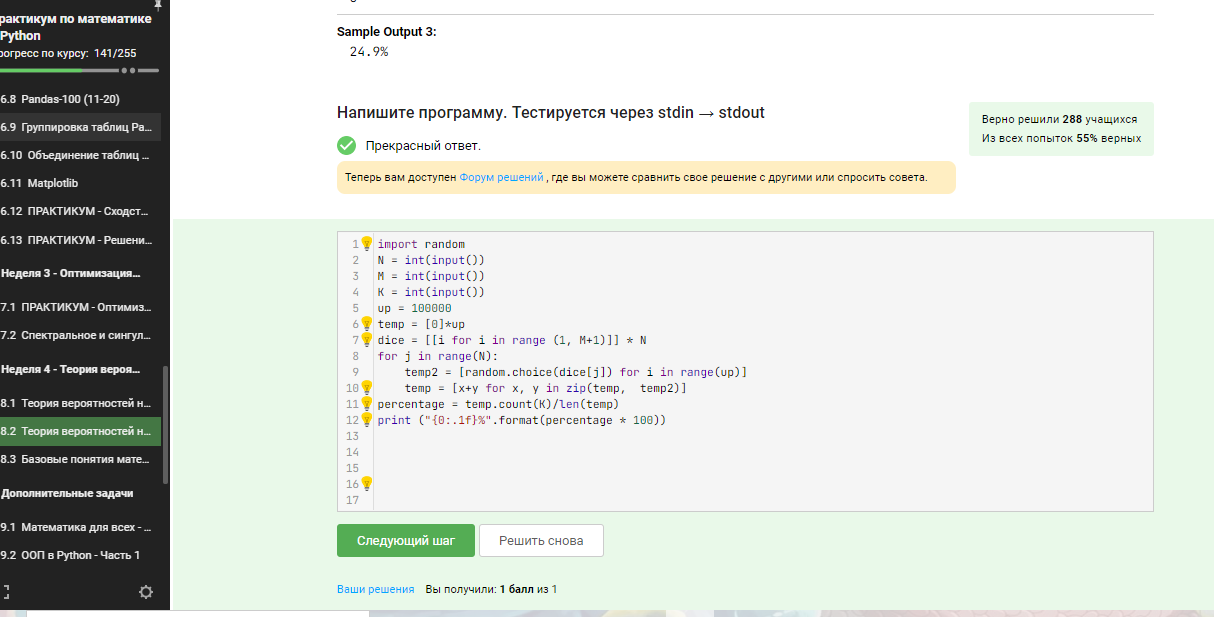 рактикум по математике
Python
рогресс по курсу: 141/255
6.8 Pandas-100 (11-20)
6.9 Группировка таблиц Pa...
6.10 Объединение таблиц ...
6.11 Matplotlib
6.12 ПРАКТИКУМ - Сходст...
6.13 ПРАКТИКУМ - Решени...
Неделя 3 - Оптимизация...
7.1 ПРАКТИКУМ - Оптимиз...
7.2 Спектральное и сингул...
Неделя 4 - Теория вероя...
8.1 Теория вероятностей н...
8.2 Теория вероятностей н...
8.3 Базовые понятия мате...
Дополнительные задачи
9.1 Математика для всех - ...
9.2 ООП в Python - Часть 1
Sample Output 3:
24.9%
Напишите программу. Тестируется через stdin → stdout
Прекрасный ответ.
Верно решили 288 учащихся
Из всех попыток 55% верных
Теперь вам доступен Форум решений , где вы можете сравнить свое решение с другими или спросить совета.
1 import random
2 N = int(input())
3 M = int(input())
4 K = int(input())
5 up = 100000
6 temp = [0]*up
7 dice = [[i for i in range (1, M+1)]] * N
8 for j in range(N):
9     temp2 = [random.choice(dice[j]) for i in range(up)]
10     temp = [x+y for x, y in zip(temp,  temp2)]
11 percentage = temp.count(K)/len(temp)
12 print ("{0:.1f}%".format(percentage * 100))
13
14
15
16
17
Следующий шаг
Решить снова
Ваши решения Вы получили: 1 балл из 1